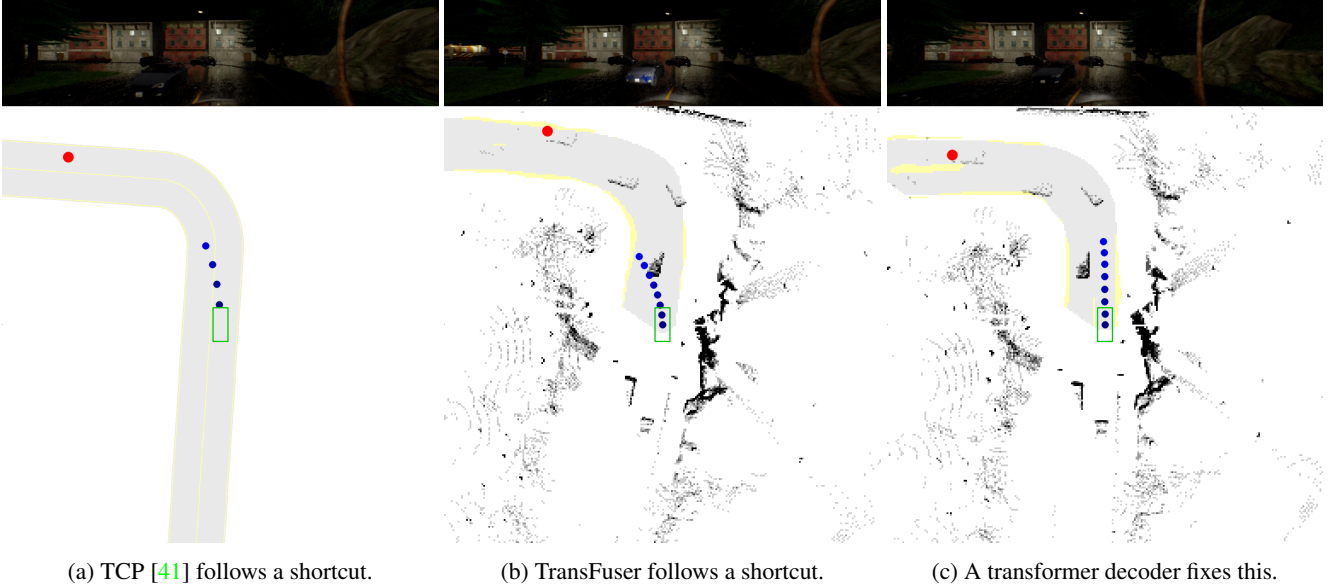 (a) TCP [41] follows a shortcut.
(b) TransFuser follows a shortcut.
(c) A transformer decoder fixes this.